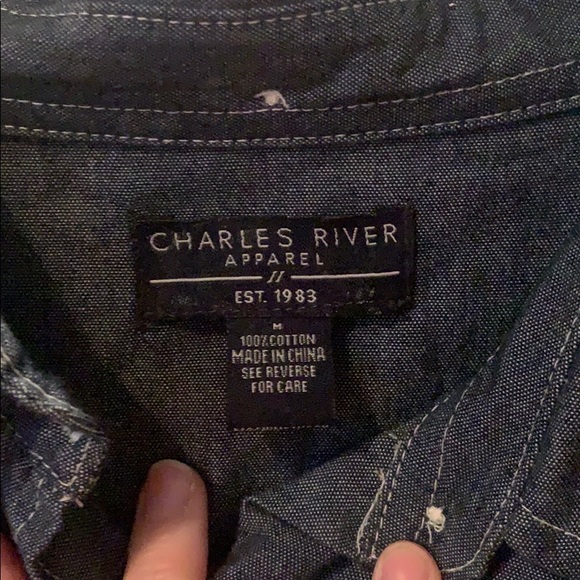 CHARLES RIVER
APPAREL
EST. 1983
M
100% COTTON
MADE IN CHINA
SEE REVERSE
FOR CARE